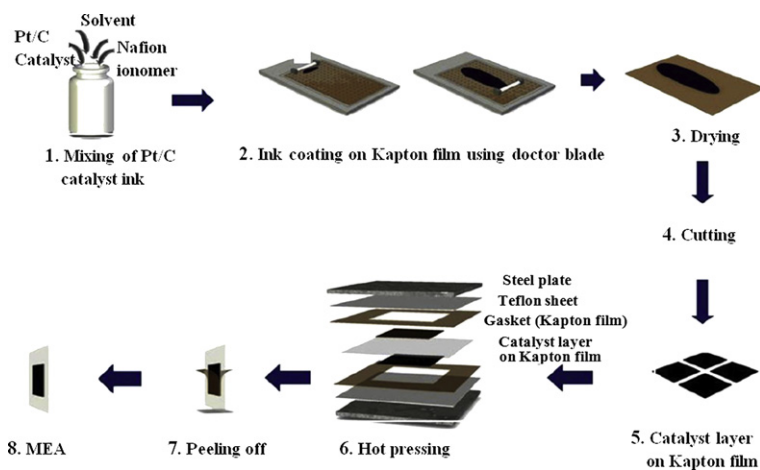 Solvent
Pt/C
Catalyst
Nafion
ionomer
1. Mixing of Pt/C
catalyst ink
2. Ink coating on Kapton film using doctor blade
3. Drying
4. Cutting
5. Catalyst layer
on Kapton film
Steel plate
Teflon sheet
Gasket (Kapton film)
Catalyst layer
on Kapton film
6. Hot pressing
7. Peeling off
8. MEA